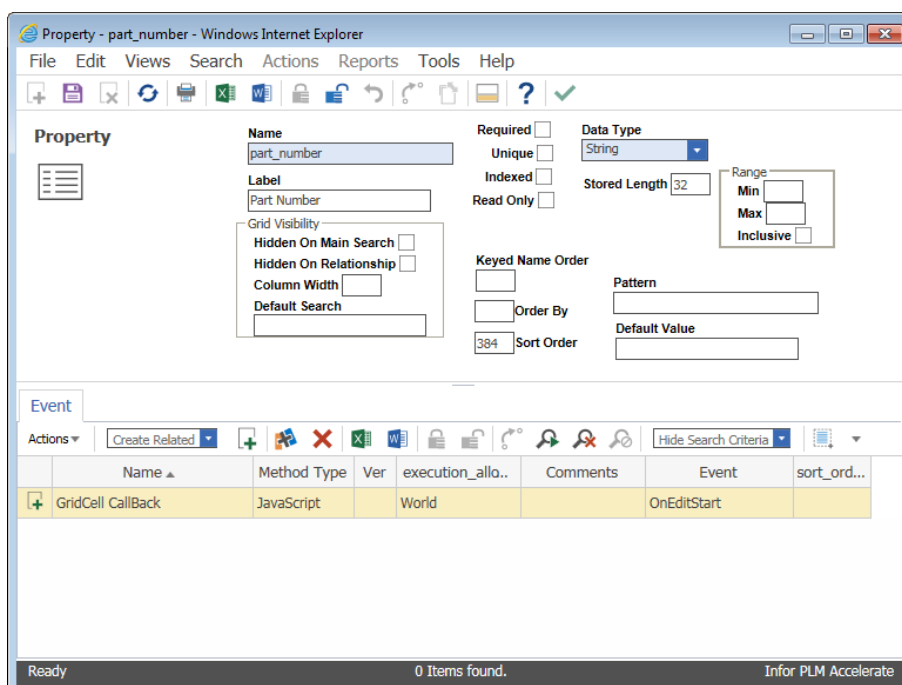 Property - part_number - Windows Internet Explorer
File Edit Views Search Actions Reports Tools Help
Property
Name
part_number
Label
Part Number
Grid Visibility
Hidden On Main Search
Hidden On Relationship
Column Width
Default Search
Required
Unique
Indexed
Read Only
Data Type
String
Stored Length 32
Range
Min
Max
Inclusive
Keyed Name Order
Order By
384 Sort Order
Pattern
Default Value
Event
Actions Create Related Hide Search Criteria
Name Method Type Ver execution_allo... Comments Event sort_ord...
GridCell CallBack JavaScript World OnEditStart
Ready 0 Items found. Infor PLM Accelerate